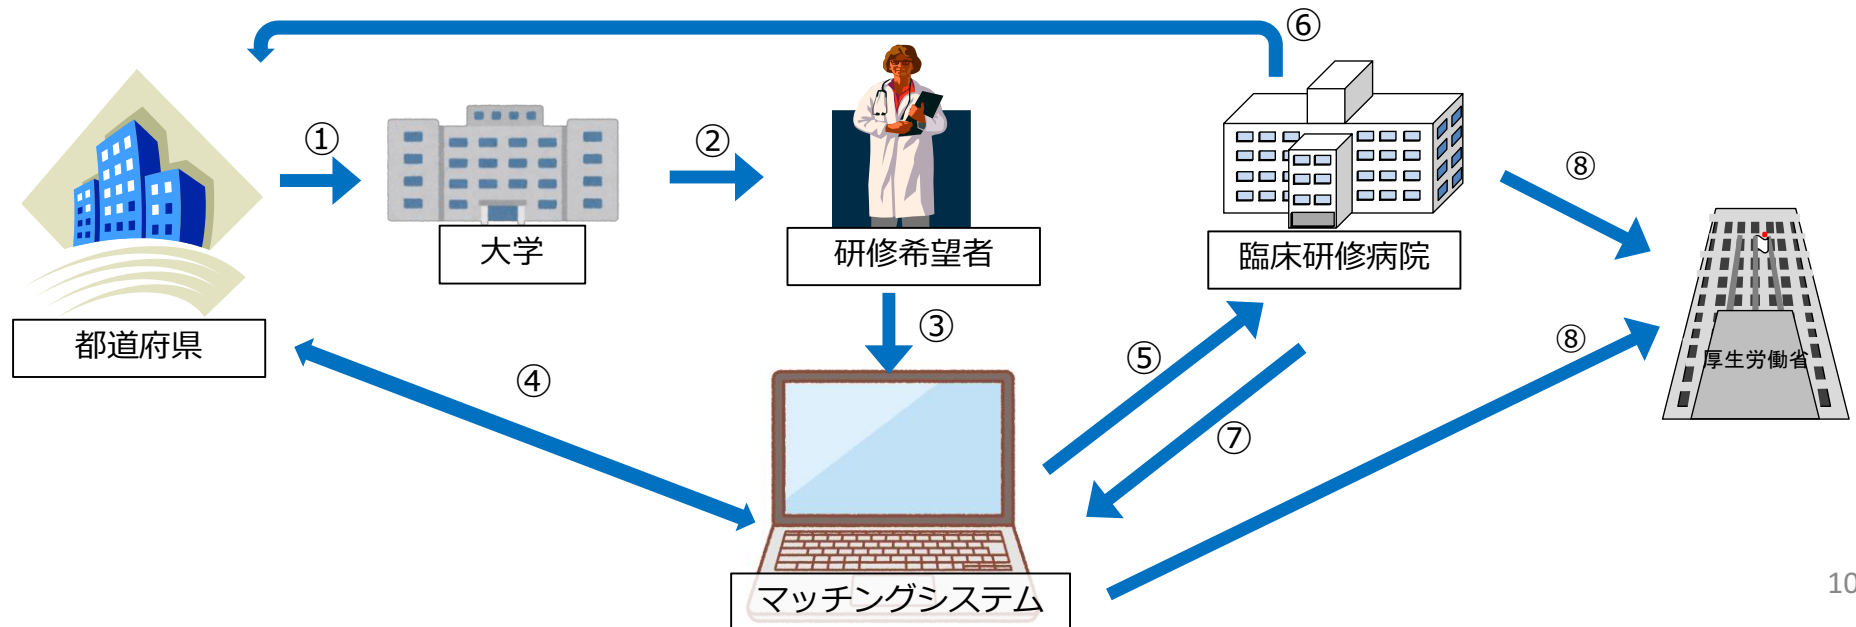 ⑥
①
②
⑧
大学
研修希望者
臨床研修病院
都道府県
③
④
⑤
⑧
厚生労働省
⑦
マッチングシステム
10